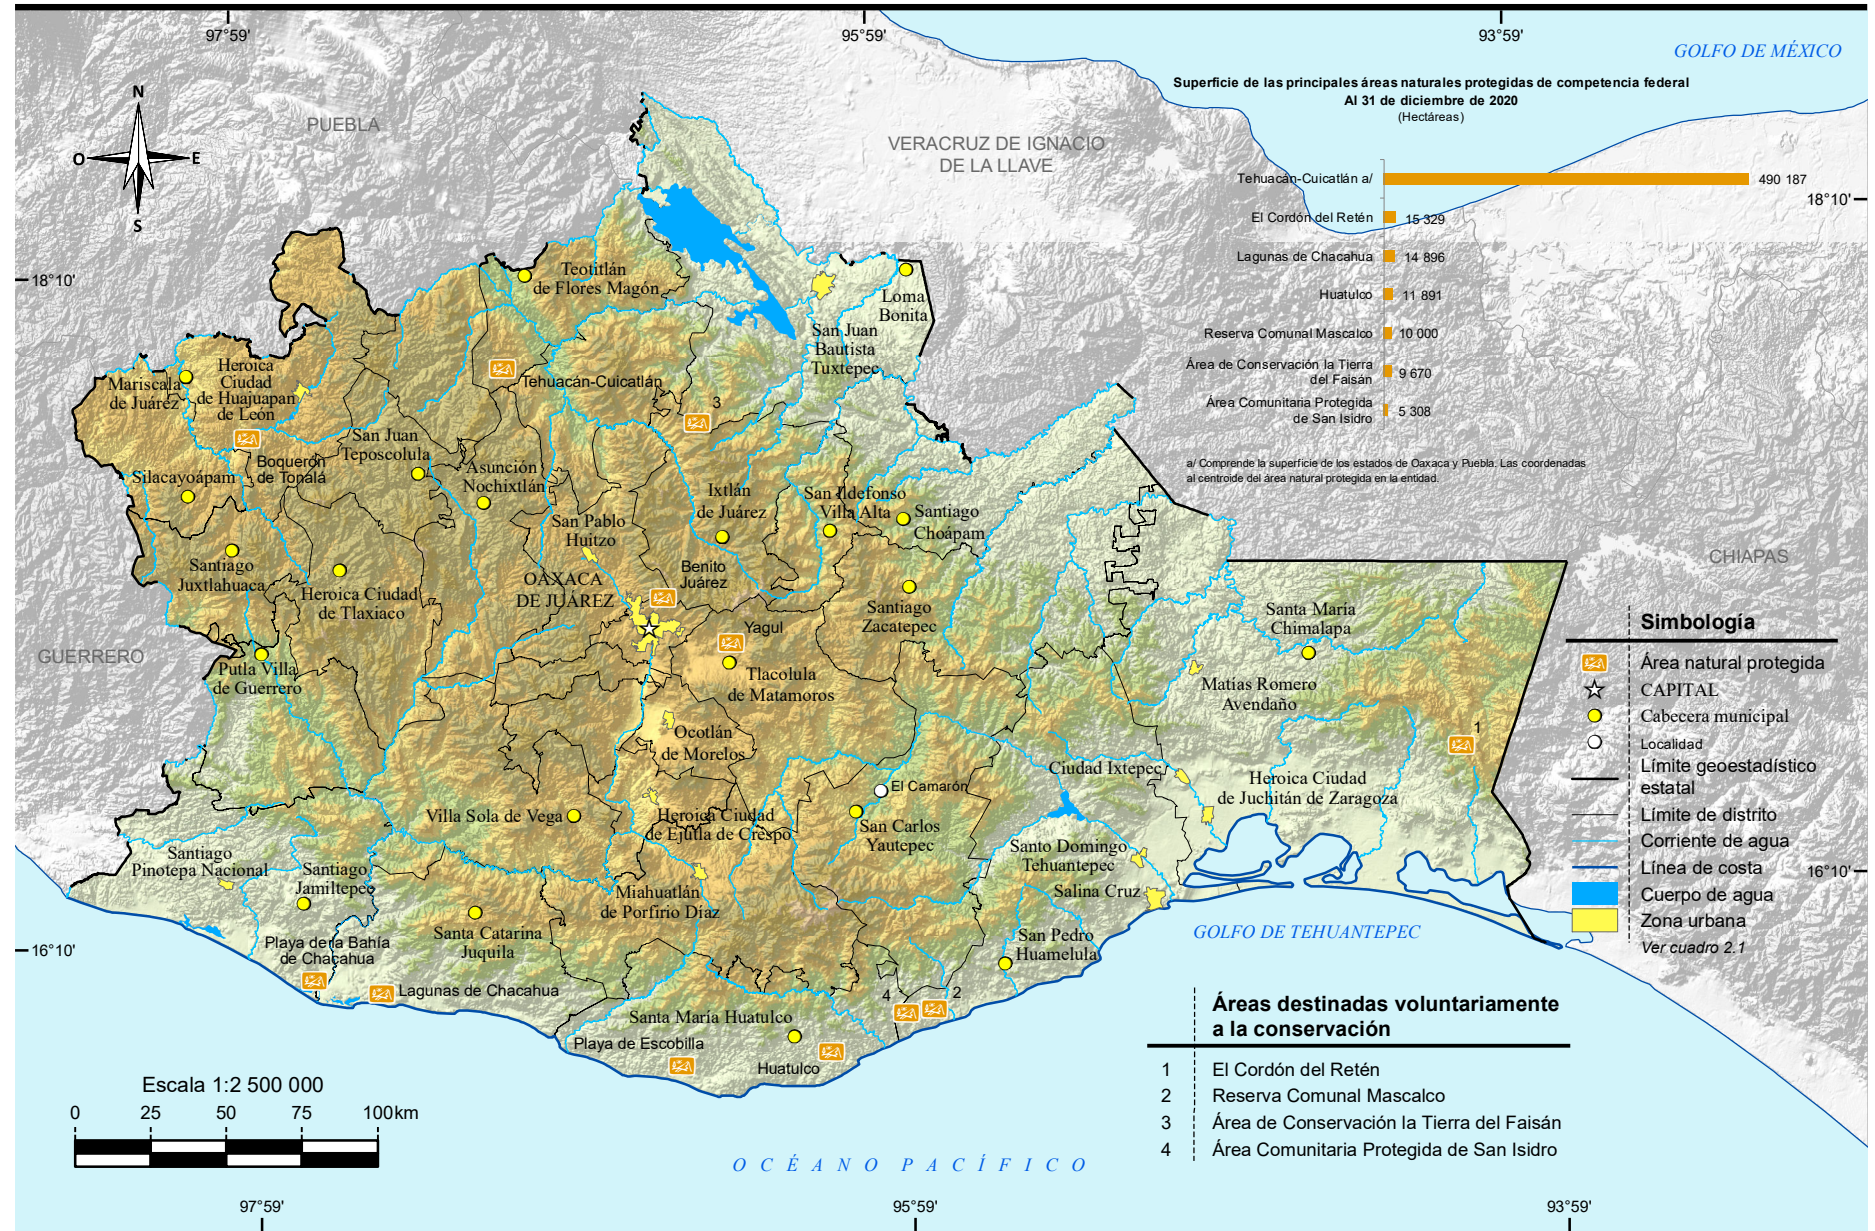 97°59'
95°59'
93°59'
GOLFO DE MÉXICO
Superficie de las principales áreas naturales protegidas de competencia federal
Al 31 de diciembre de 2020
(Hectáreas)
Tehuacán-Cuicatlán a/
490 187
El Cordón del Retén
15 329
Lagunas de Chacahua
14 896
Huatulco
11 891
Reserva Comunal Mascalco
10 000
Área de Conservación la Tierra
del Faisán
9 670
Área Comunitaria Protegida
de San Isidro
5 308
a/ Comprende la superficie de los estados de Oaxaca y Puebla. Las coordenadas
al centroide del área natural protegida en la entidad.
N
O
E
S
PUEBLA
VERACRUZ DE IGNACIO
DE LA LLAVE
18°10'
18°10'
Teotitlán
de Flores Magón
Loma
Bonita
San Juan
Bautista
Tuxtepec
Mariscala
de Juárez
Heroica
Ciudad
de Huajuapan
de León
Tehuacán-Cuicatlán
3
San Juan
Teposcolula
Boquerón
de Tonalá
Silacayoápam
Asunción
Nochixtlán
Ixtlán
de Juárez
San Ildefonso
Villa Alta
Santiago
Choápam
San Pablo
Huitzo
CHIAPAS
Santiago
Juxtlahuaca
Heroica Ciudad
de Tlaxiaco
OAXACA
DE JUÁREZ
Benito
Juárez
Santiago
Zacatepec
Santa María
Chimalapa
Yagul
GUERRERO
Putla Villa
de Guerrero
Tlacolula
de Matamoros
Matías Romero
Avendaño
Ocotlán
de Morelos
1
Ciudad Ixtepec
Heroica Ciudad
de Juchitán de Zaragoza
El Camarón
Villa Sola de Vega
Heroica Ciudad
de Ejutla de Crespo
San Carlos
Yautepec
Santiago
Pinotepa Nacional
Santiago
Jamiltepec
Santo Domingo
Tehuantepec
Salina Cruz
Miahuatlán
de Porfirio Díaz
Santa Catarina
Juquila
Playa de la Bahía
de Chacahua
San Pedro
Huamelula
GOLFO DE TEHUANTEPEC
16°10'
16°10'
Lagunas de Chacahua
4
2
Santa María Huatulco
Playa de Escobilla
Huatulco
Simbología
Área natural protegida
CAPITAL
Cabecera municipal
Localidad
Límite geoestadístico
estatal
Límite de distrito
Corriente de agua
Línea de costa
Cuerpo de agua
Zona urbana
Ver cuadro 2.1
Áreas destinadas voluntariamente
a la conservación
1 El Cordón del Retén
2 Reserva Comunal Mascalco
3 Área de Conservación la Tierra del Faisán
4 Área Comunitaria Protegida de San Isidro
Escala 1:2 500 000
0 25 50 75 100 km
OCÉANO PACÍFICO
97°59'
95°59'
93°59'